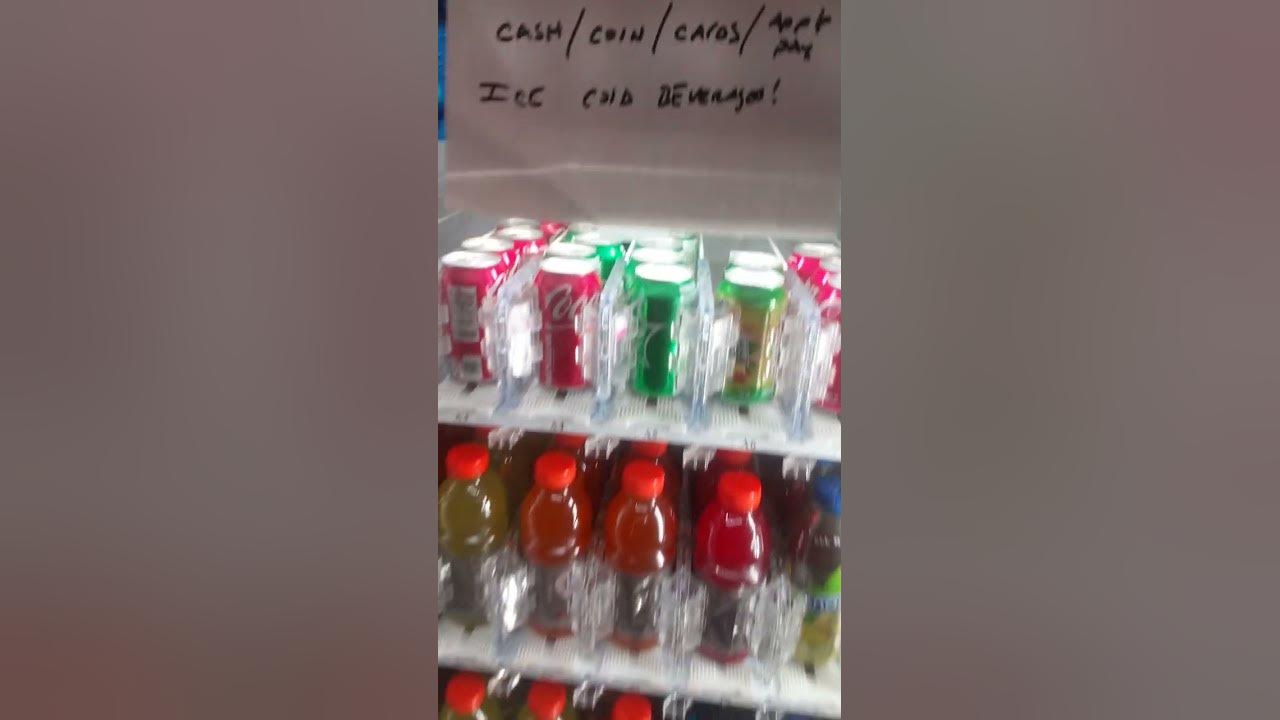 CASH/COIN/CARDS/APPLE
PAY
ICE COLD BEVERAGES!